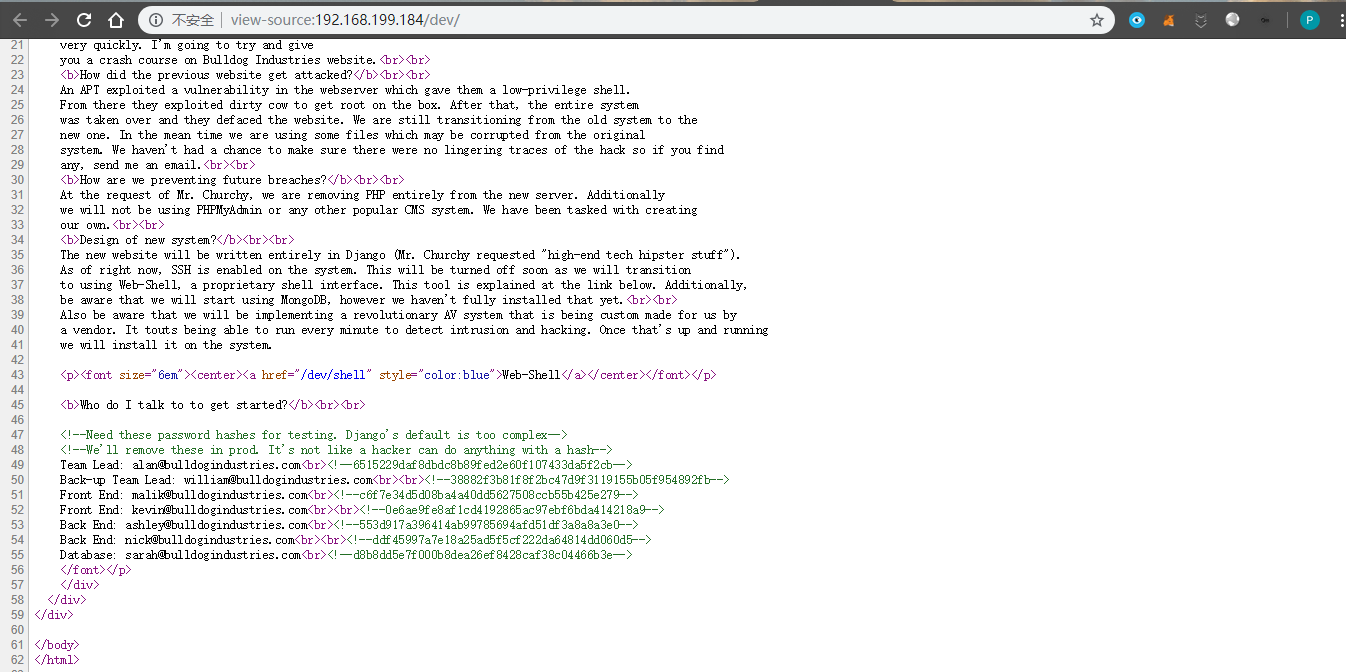 不安全 | view-source:192.168.199.184/dev/
21 very quickly. I'm going to try and give
22 you a crash course on Bulldog Industries website.<br><br>
23 <b>How did the previous website get attacked?</b><br><br>
24 An APT exploited a vulnerability in the webserver which gave them a low-privilege shell.
25 From there they exploited dirty cow to get root on the box. After that, the entire system
26 was taken over and they defaced the website. We are still transitioning from the old system to the
27 new one. In the mean time we are using some files which may be corrupted from the original
28 system. We haven't had a chance to make sure there were no lingering traces of the hack so if you find
29 any, send me an email.<br><br>
30 <b>How are we preventing future breaches?</b><br><br>
31 At the request of Mr. Churchy, we are removing PHP entirely from the new server. Additionally
32 we will not be using PHPMyAdmin or any other popular CMS system. We have been tasked with creating
33 our own.<br><br>
34 <b>Design of new system?</b><br><br>
35 The new website will be written entirely in Django (Mr. Churchy requested "high-end tech hipster stuff").
36 As of right now, SSH is enabled on the system. This will be turned off soon as we will transition
37 to using Web-Shell, a proprietary shell interface. This tool is explained at the link below. Additionally,
38 be aware that we will start using MongoDB, however we haven't fully installed that yet.<br><br>
39 Also be aware that we will be implementing a revolutionary AV system that is being custom made for us by
40 a vendor. It touts being able to run every minute to detect intrusion and hacking. Once that's up and running
41 we will install it on the system.
42
43 <p><font size="6em"><center><a href="/dev/shell" style="color:blue">Web-Shell</a></center></font></p>
44
45 <b>Who do I talk to to get started?</b><br><br>
46
47 <!--Need these password hashes for testing. Django's default is too complex-->
48 <!--We'll remove these in prod. It's not like a hacker can do anything with a hash-->
49 Team Lead: alan@bulldogindustries.com<br><!--6515229daf8dbdc8b89fed2e60f107433da5f2cb-->
50 Back-up Team Lead: william@bulldogindustries.com<br><br><!--38882f3b81f8f2bc47d9f3119155b05f954892fb-->
51 Front End: malik@bulldogindustries.com<br><!--c6f7e34d5d08ba4a40dd5627508ccb55b425e279-->
52 Front End: kevin@bulldogindustries.com<br><br><!--0e6ae9fe8af1cd4192865ac97ebf6bda414218a9-->
53 Back End: ashley@bulldogindustries.com<br><!--553d917a396414ab99785694afd51df3a8a8a3e0-->
54 Back End: nick@bulldogindustries.com<br><br><!--ddf45997a7e18a25ad5f5cf222da64814dd060d5-->
55 Database: sarah@bulldogindustries.com<br><!--d8b8dd5e7f000b8dea26ef8428caf38c04466b3e-->
56 </font></p>
57 </div>
58 </div>
59 </div>
60
61 </body>
62 </html>
P